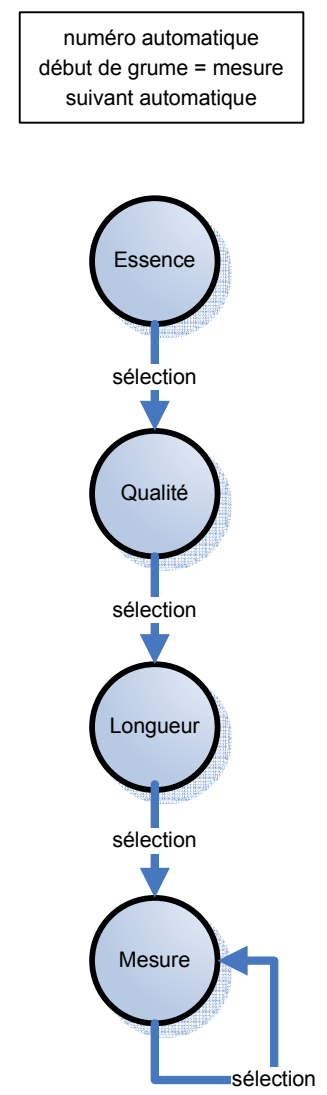 numéro automatique
début de grume = mesure
suivant automatique
Essence
sélection
Qualité
sélection
Longueur
sélection
Mesure
sélection